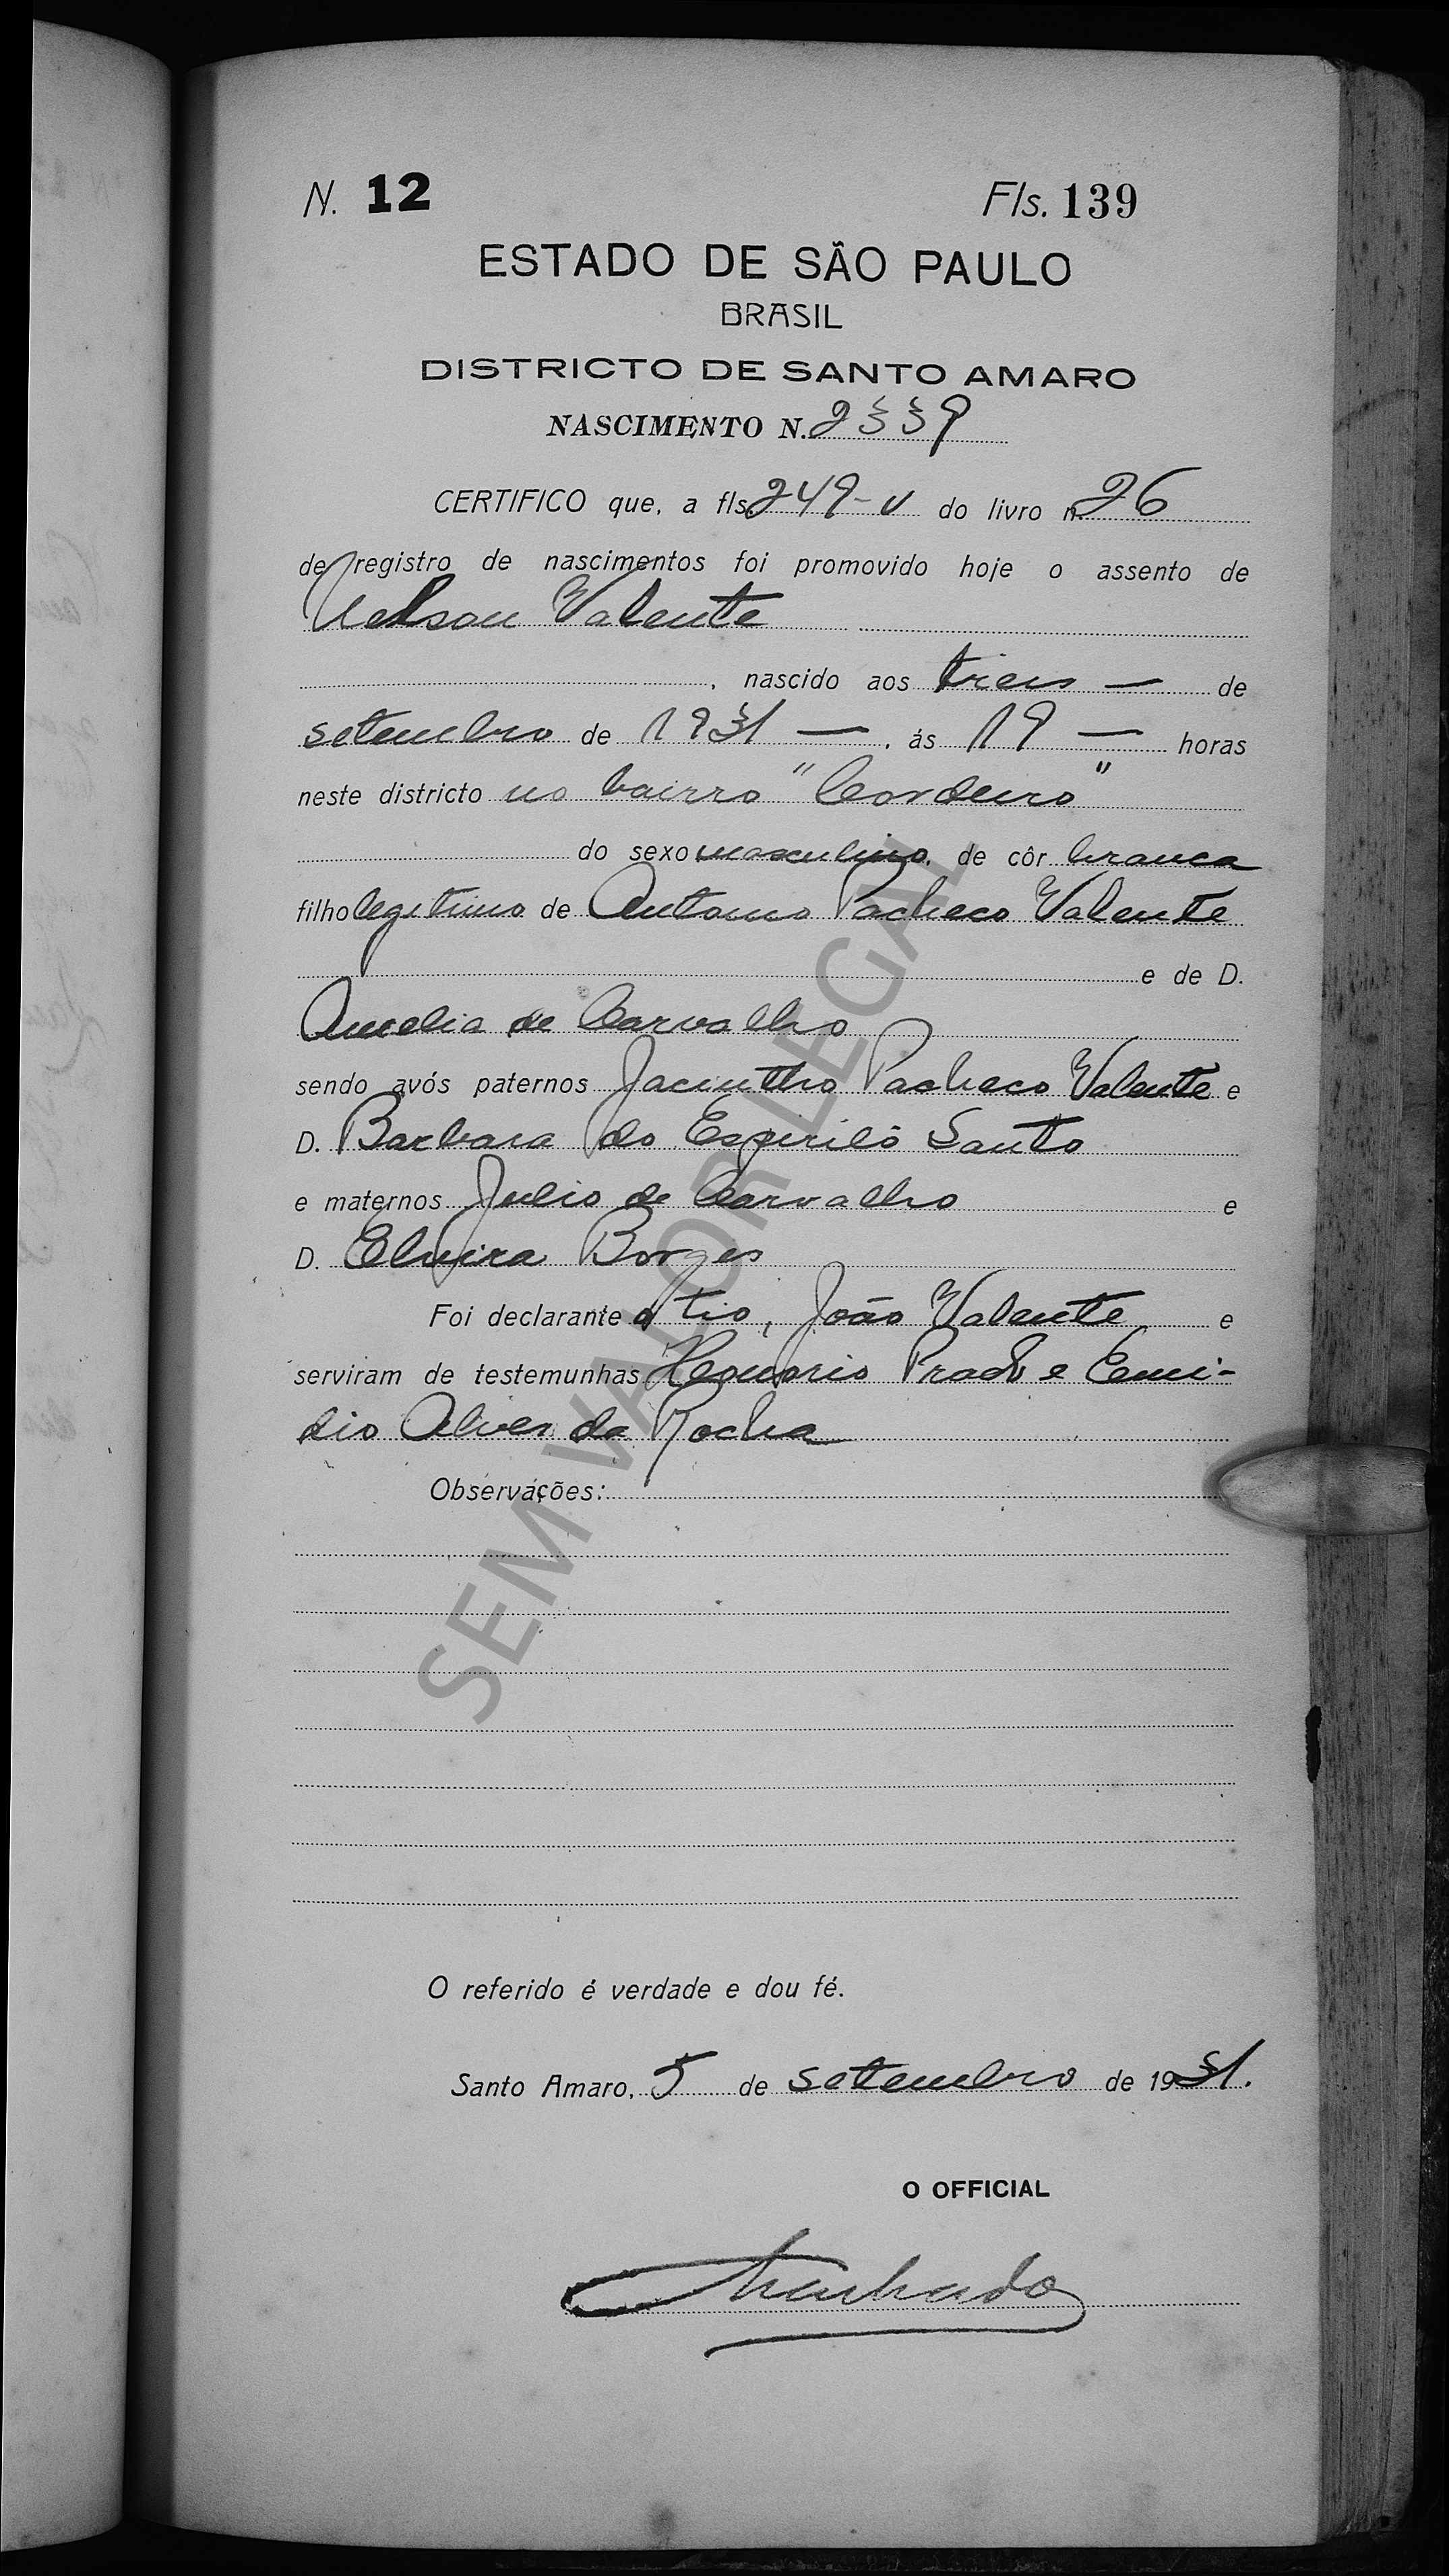 N. 12 Fls. 139
ESTADO DE SÃO PAULO
BRASIL
DISTRICTO DE SANTO AMARO
NASCIMENTO N. 2339
CERTIFICO que, a fls. 249-v do livro n. 26
de registro de nascimentos foi promovido hoje o assento de
Nelson Valente
, nascido aos treis — de
setembro de 1931 —, ás 19 — horas
neste districto no bairro "Cordeiro"
do sexo masculino, de côr branca
filho legitimo de Antonio Pacheco Valente
e de D.
Amelia de Carvalho
sendo avós paternos Jacintho Pacheco Valente e
D. Barbara do Espirito Santo
e maternos Julio de Carvalho e
D. Elvira Borges
Foi declarante o tio, João Valente e
serviram de testemunhas Honorio Prado e Emi-
dio Alves da Rocha
Observações:
O referido é verdade e dou fé.
Santo Amaro, 5 de setembro de 1931.
O OFFICIAL
Machado
SEM VALOR LEGAL